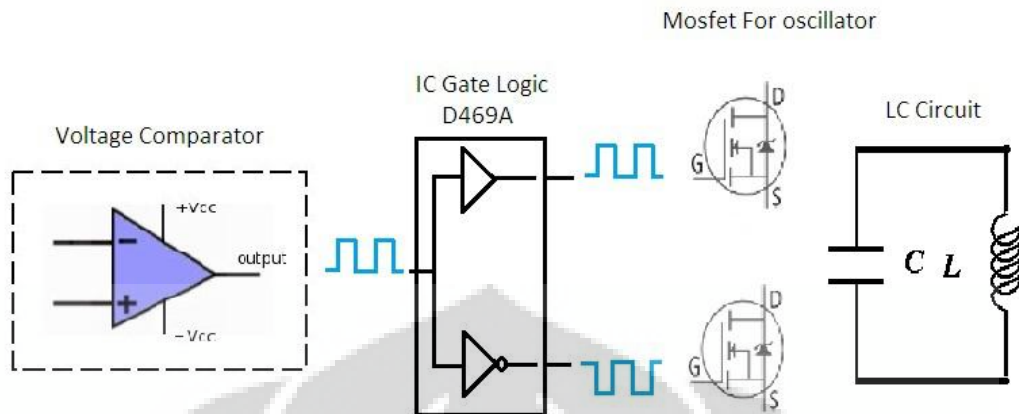 Mosfet For oscillator
IC Gate Logic
D469A
Voltage Comparator
LC Circuit
+Vcc
-
output
+
-Vcc
D
G
S
D
G
S
C L